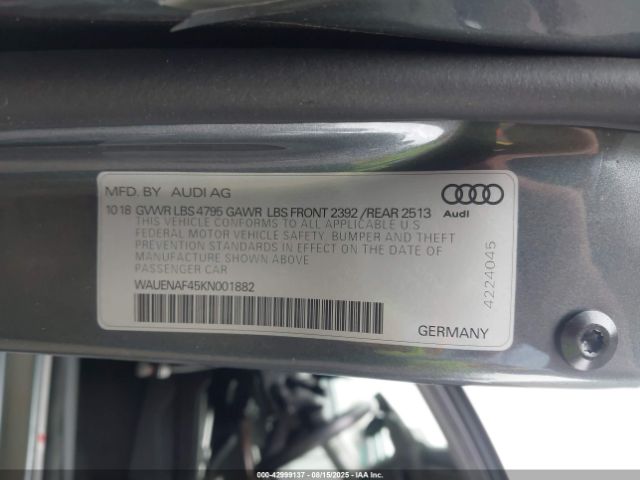 MFD. BY AUDI AG
10 18 GVWR LBS 4795 GAWR LBS FRONT 2392 / REAR 2513
THIS VEHICLE CONFORMS TO ALL APPLICABLE U.S
FEDERAL MOTOR VEHICLE SAFETY, BUMPER AND THEFT
PREVENTION STANDARDS IN EFFECT ON THE DATE OF
MANUFACTURE SHOWN ABOVE
PASSENGER CAR
WAUENAF45KN001882
Audi
4224045
GERMANY
000-42999137 - 08/15/2025 - COPART